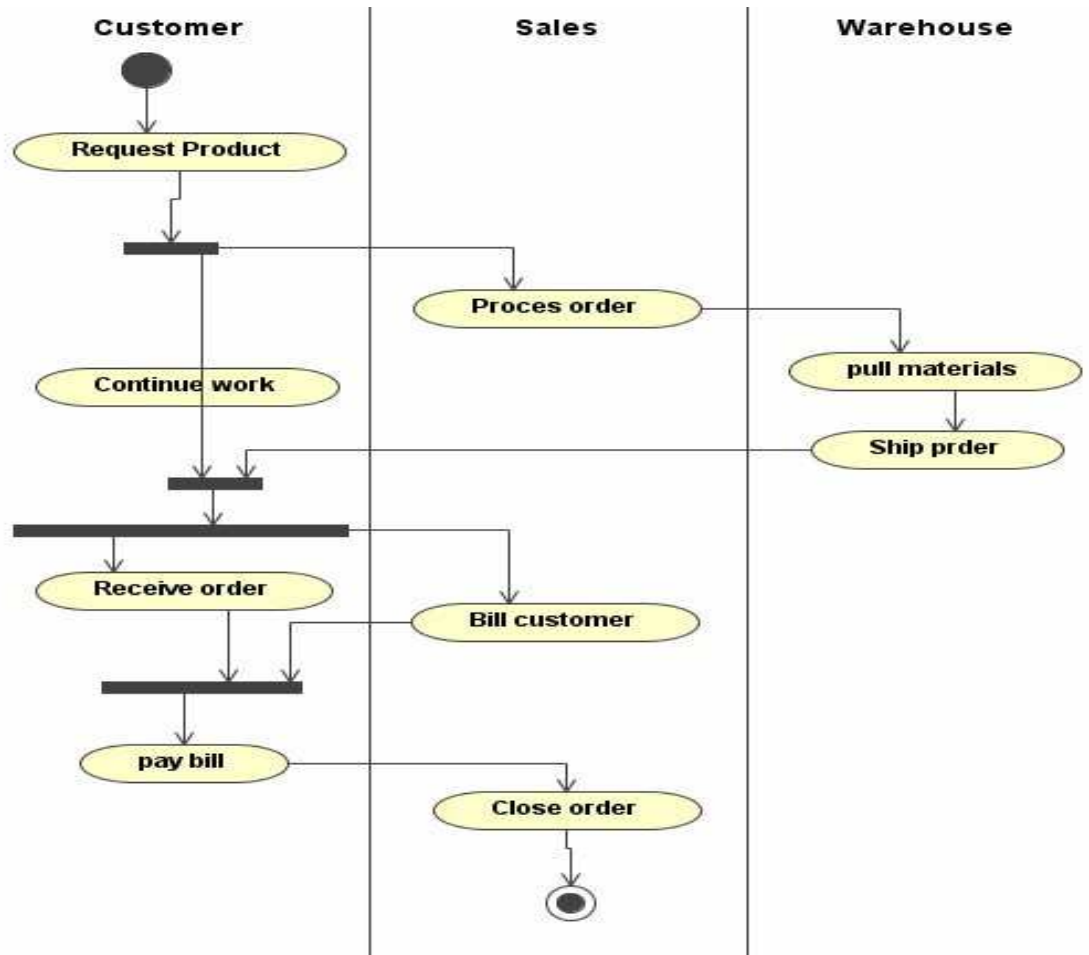 Customer
Sales
Warehouse
Request Product
Proces order
pull materials
Continue work
Ship prder
Receive order
Bill customer
pay bill
Close order